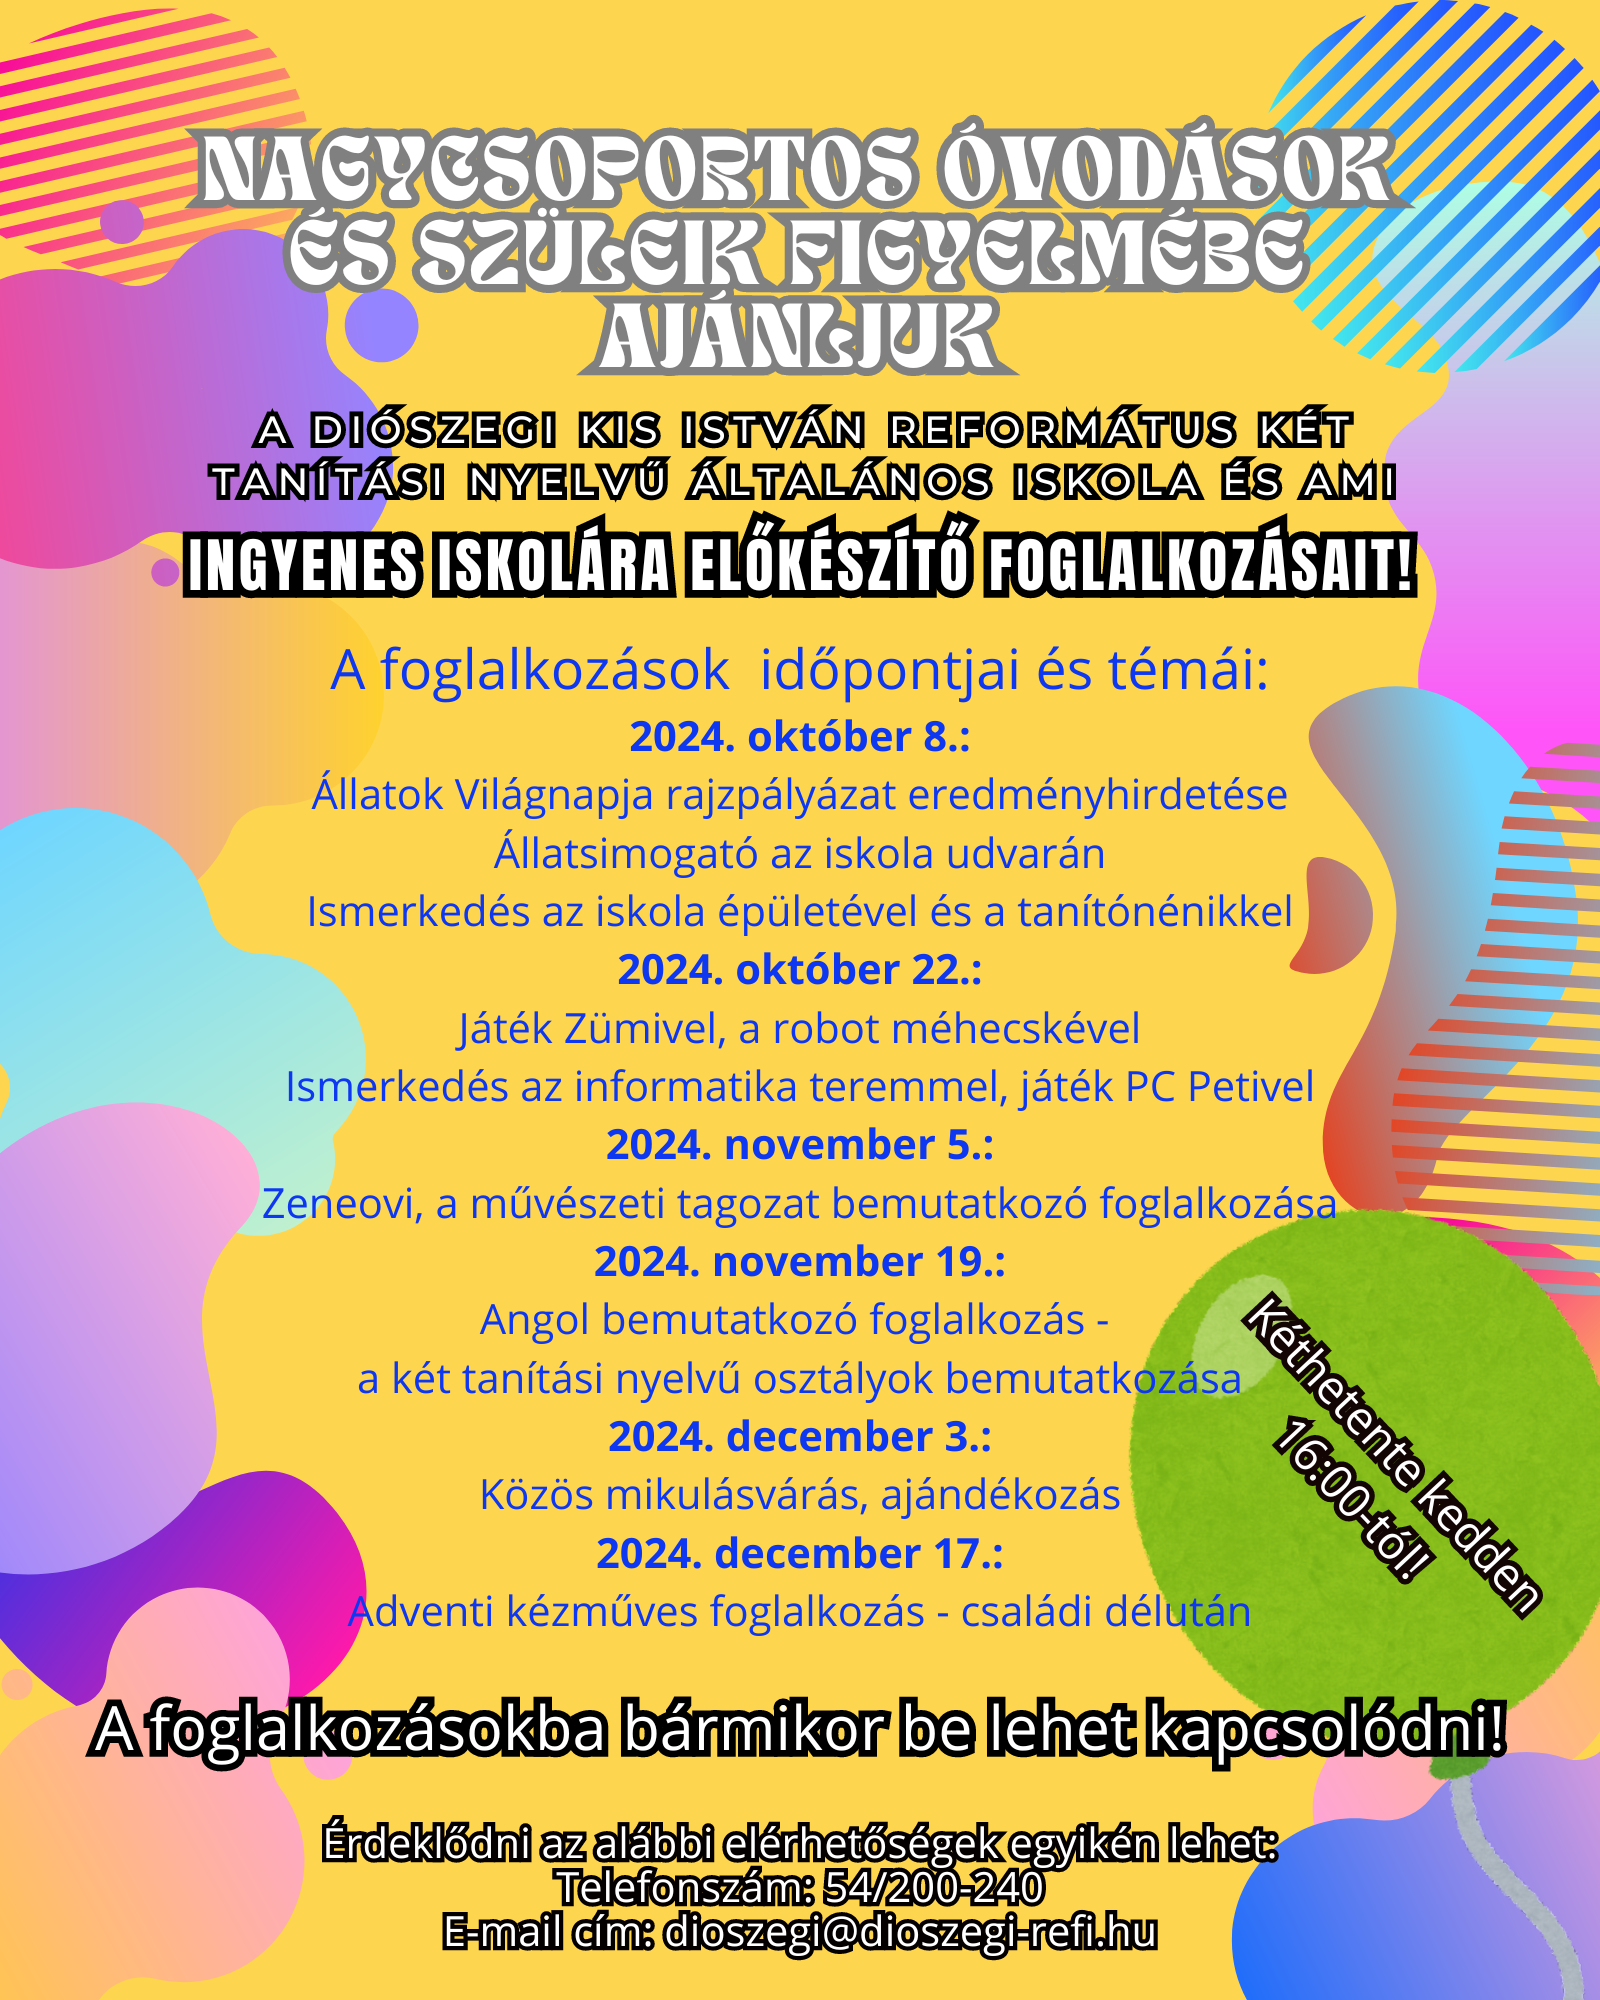 NAGYCSOPORTOS ÓVODÁSOK
ÉS SZÜLEIK FIGYELMÉBE
AJÁNLJUK
A DIÓSZEGI KIS ISTVÁN REFORMÁTUS KÉT
TANÍTÁSI NYELVŰ ÁLTALÁNOS ISKOLA ÉS AMI
INGYENES ISKOLÁRA ELŐKÉSZÍTŐ FOGLALKOZÁSAIT!
A foglalkozások időpontjai és témái:
2024. október 8.:
Állatok Világnapja rajzpályázat eredményhirdetése
Állatsimogató az iskola udvarán
Ismerkedés az iskola épületével és a tanítónénikkel
2024. október 22.:
Játék Zümivel, a robot méhecskével
Ismerkedés az informatika teremmel, játék PC Petivel
2024. november 5.:
Zeneovi, a művészeti tagozat bemutatkozó foglalkozása
2024. november 19.:
Angol bemutatkozó foglalkozás -
a két tanítási nyelvű osztályok bemutatkozása
2024. december 3.:
Közös mikulásvárás, ajándékozás
2024. december 17.:
Adventi kézműves foglalkozás - családi délután
Kéthetente kedden
16:00-tól!
A foglalkozásokba bármikor be lehet kapcsolódni!
Érdeklődni az alábbi elérhetőségek egyikén lehet:
Telefonszám: 54/200-240
E-mail cím: dioszegi@dioszegi-refi.hu